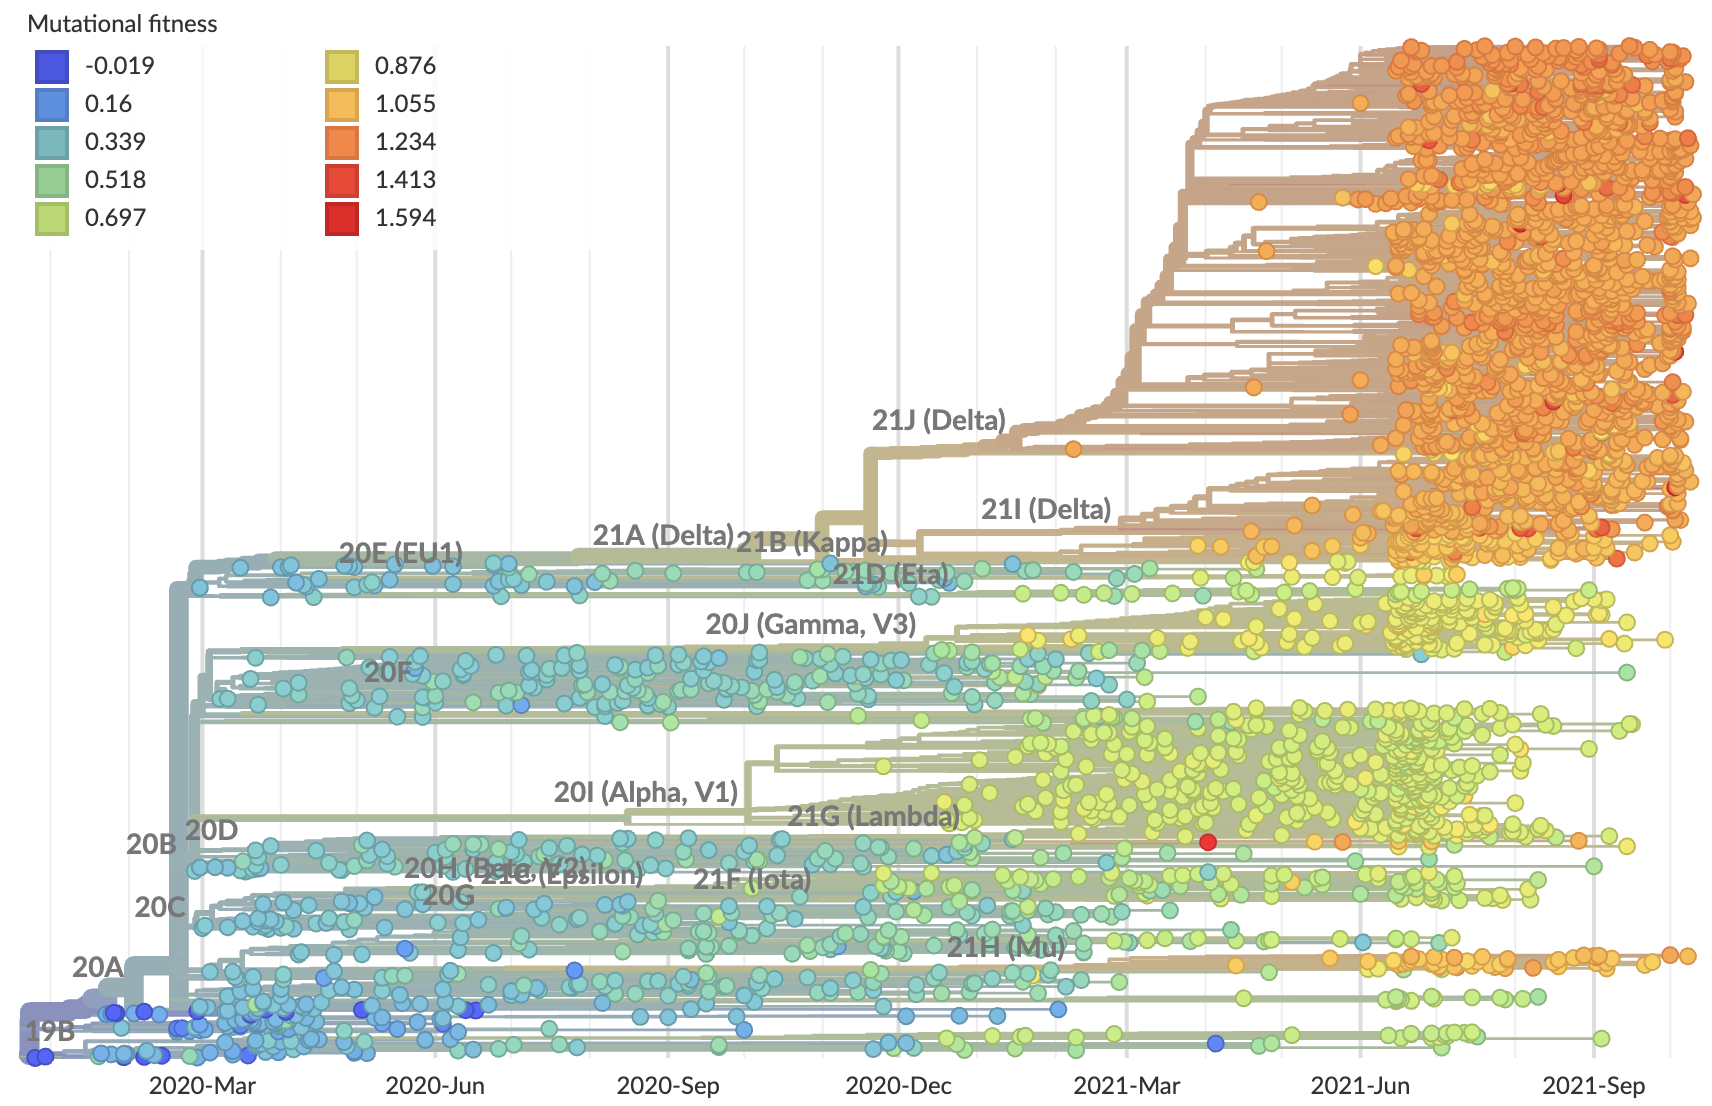 Mutational fitness
-0.019
0.16
0.339
0.518
0.697
0.876
1.055
1.234
1.413
1.594
21J (Delta)
21I (Delta)
21A (Delta)
21B (Kappa)
20E (EU1)
21D (Eta)
20J (Gamma, V3)
20F
20I (Alpha, V1)
21G (Lambda)
20D
20B
20H (Beta, V2)
21C (Epsilon)
21F (Iota)
20G
20C
21H (Mu)
20A
19B
2020-Mar
2020-Jun
2020-Sep
2020-Dec
2021-Mar
2021-Jun
2021-Sep